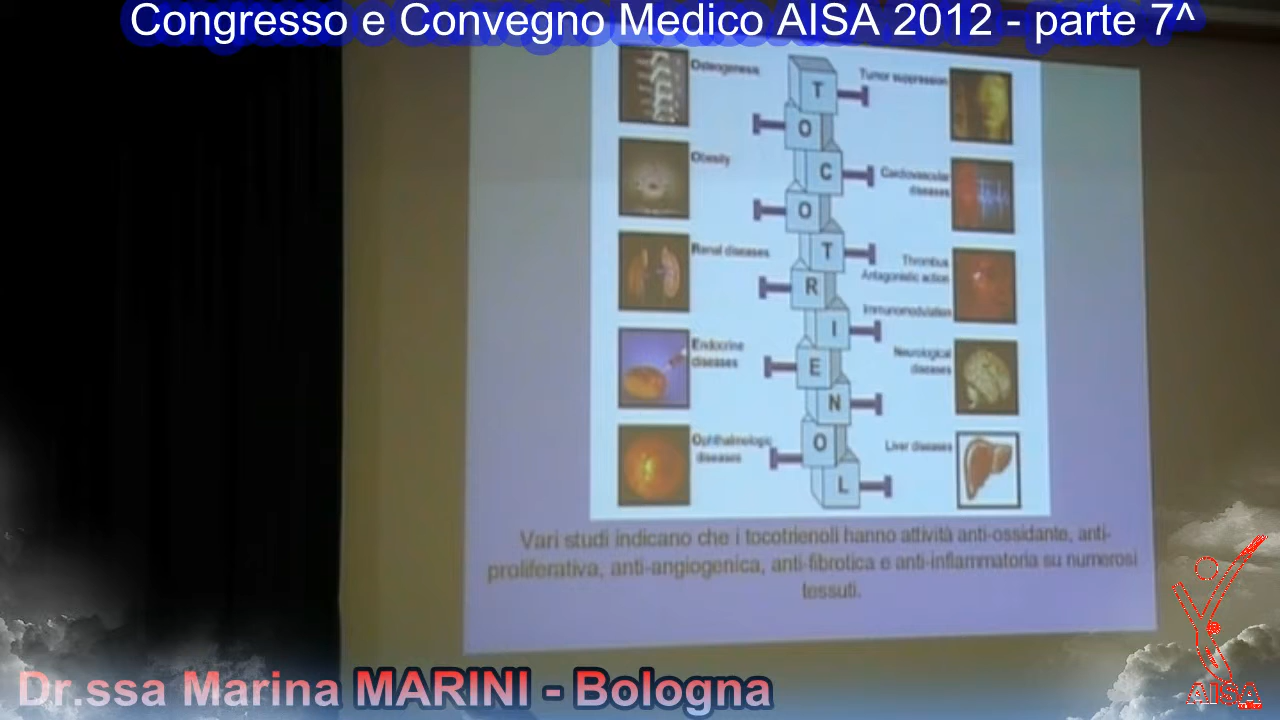 Congresso e Convegno Medico AISA 2012 - parte 7^
Osteogenesis
Tumor suppression
Obesity
Cardiovascular
diseases
Renal diseases
Thrombus
Antagonistic action
Immunomodulation
Endocrine
diseases
Neurological
diseases
Ophthalmologic
diseases
Liver diseases
T
O
C
O
T
R
I
E
N
O
L
Vari studi indicano che i tocotrienoli hanno attività anti-ossidante, anti-
proliferativa, anti-angiogenica, anti-fibrotica e anti-inflammatoria su numerosi
tessuti.
Dr.ssa Marina MARINI - Bologna
AISA